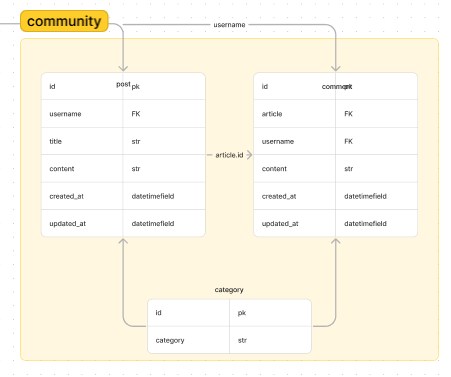 community
username
post
id pk
username FK
title str
content str
created_at datetimefield
updated_at datetimefield
article.id
comment
id pk
article FK
username FK
content str
created_at datetimefield
updated_at datetimefield
category
id pk
category str